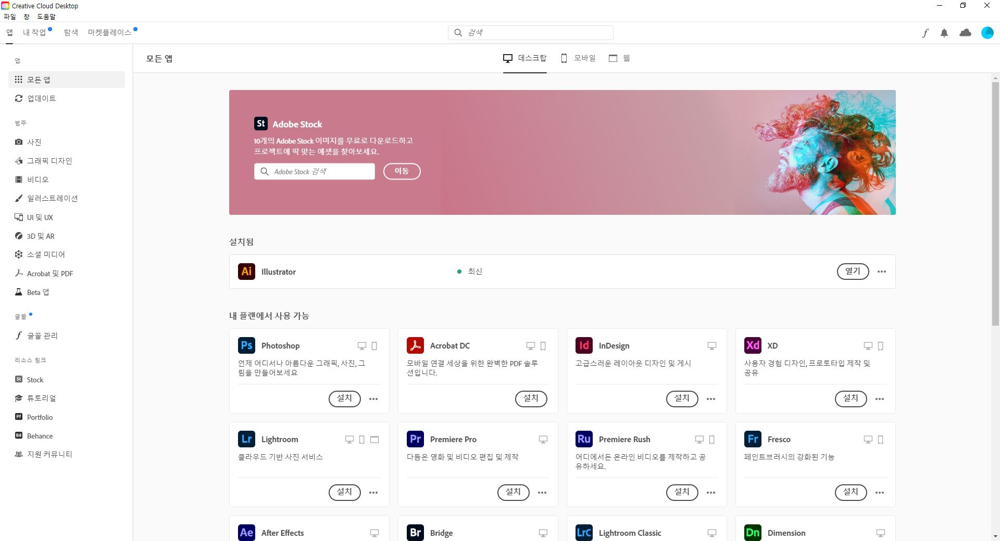 Creative Cloud Desktop
파일 창 도움말
앱 내 작업 탐색 마켓플레이스
검색
앱
모든 앱
업데이트
범주
사진
그래픽 디자인
비디오
일러스트레이션
UI 및 UX
3D 및 AR
소셜 미디어
Acrobat 및 PDF
Beta 앱
글꼴
글꼴 관리
리소스 링크
St Stock
튜토리얼
Pf Portfolio
Bē Behance
지원 커뮤니티
모든 앱
데스크탑 모바일 웹
St Adobe Stock
10개의 Adobe Stock 이미지를 무료로 다운로드하고
프로젝트에 딱 맞는 에셋을 찾아보세요.
Adobe Stock 검색 이동
설치됨
Ai Illustrator 최신 열기
내 플랜에서 사용 가능
Ps Photoshop
언제 어디서나 아름다운 그래픽, 사진, 그
림을 만들어보세요
설치
Acrobat DC
모바일 연결 세상을 위한 완벽한 PDF 솔루
션입니다.
설치
Id InDesign
고급스러운 레이아웃 디자인 및 게시
설치
Xd XD
사용자 경험 디자인, 프로토타입 제작 및
공유
설치
Lr Lightroom
클라우드 기반 사진 서비스
설치
Pr Premiere Pro
다듬은 영화 및 비디오 편집 및 제작
설치
Ru Premiere Rush
어디에서든 온라인 비디오를 제작하고 공
유하세요.
설치
Fr Fresco
페인트브러시의 강화된 기능
설치
Ae After Effects
Br Bridge
LrC Lightroom Classic
Dn Dimension